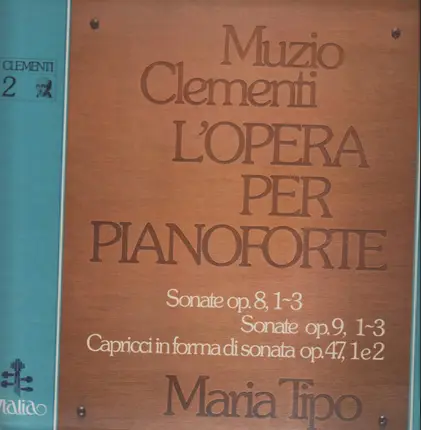 CLEMENTI
2
Muzio
Clementi
L'OPERA
PER
PIANOFORTE
Sonate op. 8, 1~3
Sonate op. 9, 1~3
Capricci in forma di sonata op. 47, 1 e 2
Maria Tipo